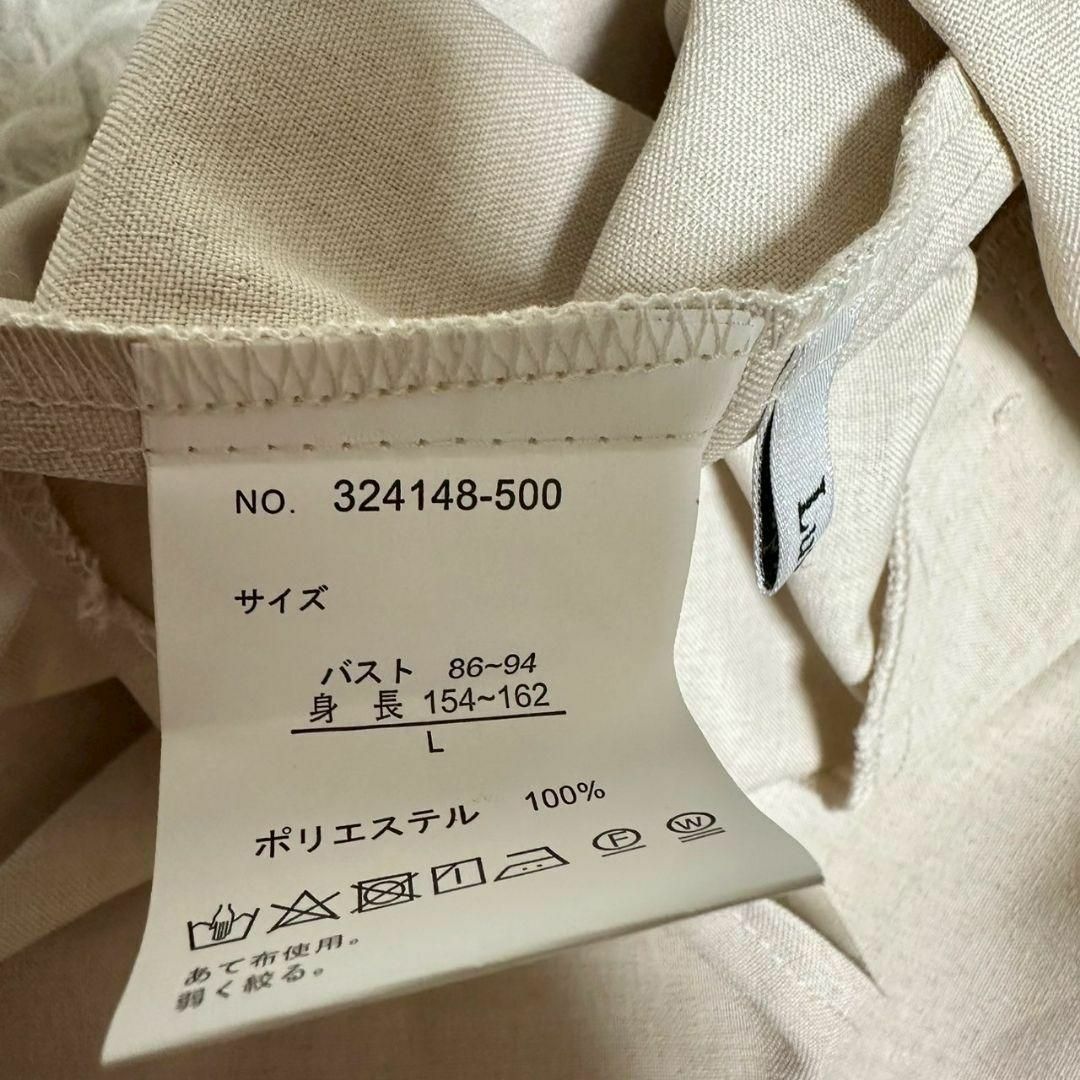 NO. 324148-500
サイズ
バスト 86~94
身 長 154~162
L
ポリエステル 100%
F W
あて布使用。
弱く絞る。